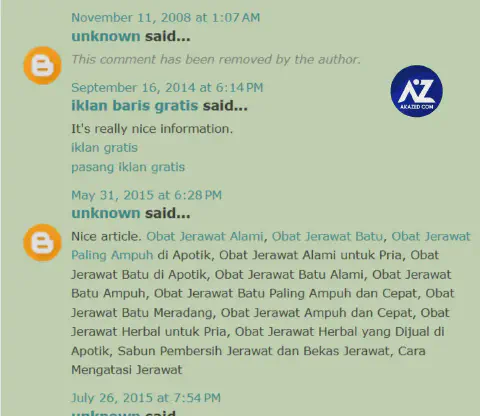 November 11, 2008 at 1:07 AM
unknown said...
This comment has been removed by the author.
September 16, 2014 at 6:14 PM
iklan baris gratis said...
AZ
AKAZED COM
It's really nice information.
iklan gratis
pasang iklan gratis
May 31, 2015 at 6:28 PM
unknown said...
Nice article. Obat Jerawat Alami, Obat Jerawat Batu, Obat Jerawat
Paling Ampuh di Apotik, Obat Jerawat Alami untuk Pria, Obat
Jerawat Batu di Apotik, Obat Jerawat Batu Alami, Obat Jerawat
Batu Ampuh, Obat Jerawat Batu Paling Ampuh dan Cepat, Obat
Jerawat Batu Meradang, Obat Jerawat Ampuh dan Cepat, Obat
Jerawat Herbal untuk Pria, Obat Jerawat Herbal yang Dijual di
Apotik, Sabun Pembersih Jerawat dan Bekas Jerawat, Cara
Mengatasi Jerawat
July 26, 2015 at 7:54 PM
unknown said...